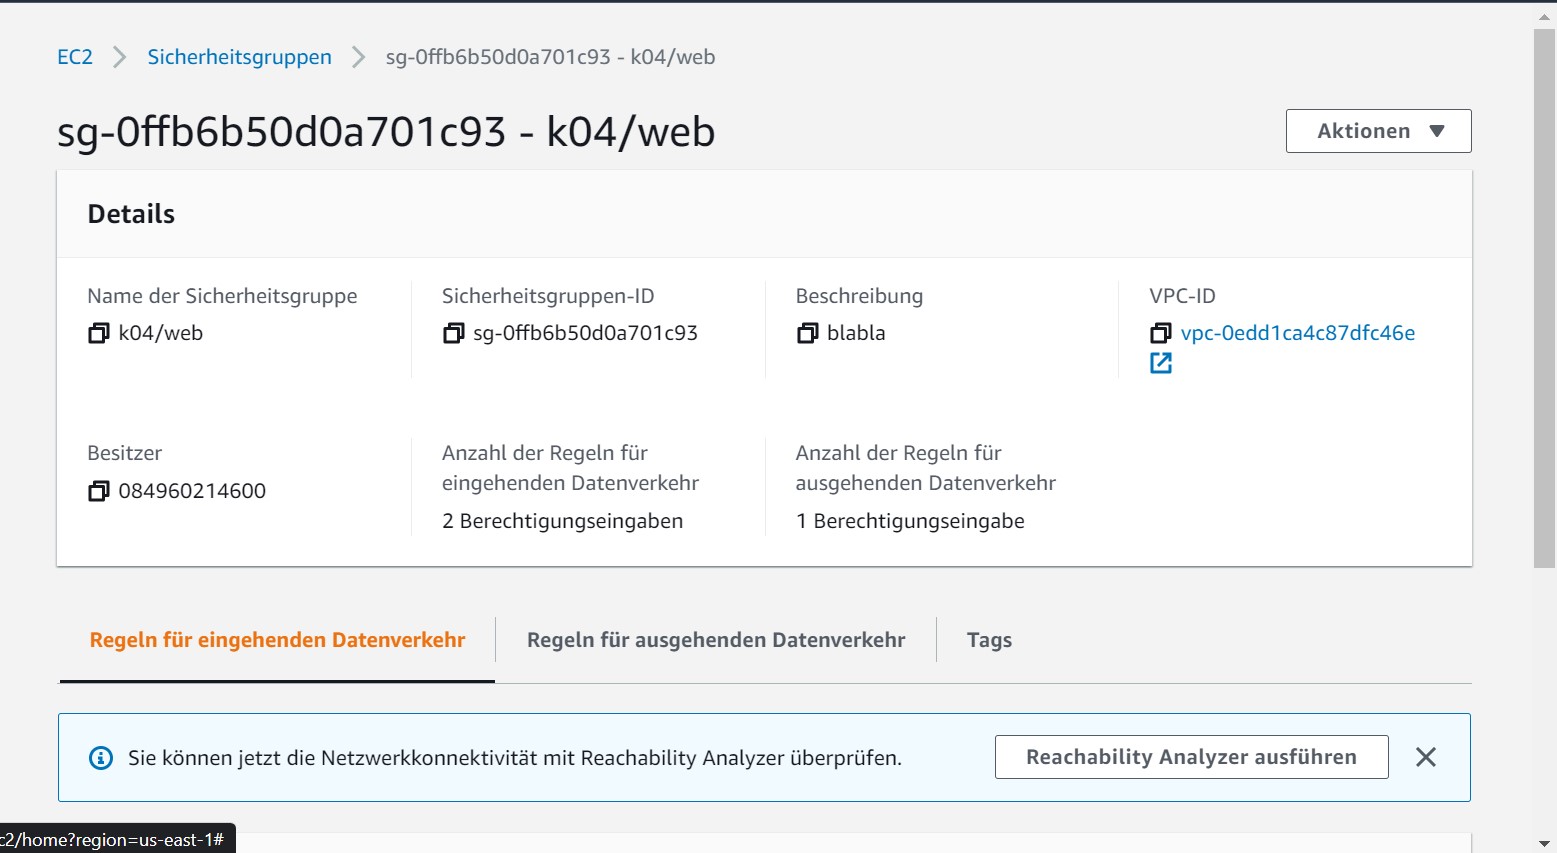 EC2 Sicherheitsgruppen sg-0ffb6b50d0a701c93 - k04/web
sg-0ffb6b50d0a701c93 - k04/web
Aktionen
Details
Name der Sicherheitsgruppe
k04/web
Sicherheitsgruppen-ID
sg-0ffb6b50d0a701c93
Beschreibung
blabla
VPC-ID
vpc-0edd1ca4c87dfc46e
Besitzer
084960214600
Anzahl der Regeln für
eingehenden Datenverkehr
2 Berechtigungseingaben
Anzahl der Regeln für
ausgehenden Datenverkehr
1 Berechtigungseingabe
Regeln für eingehenden Datenverkehr
Regeln für ausgehenden Datenverkehr
Tags
Sie können jetzt die Netzwerkkonnektivität mit Reachability Analyzer überprüfen.
Reachability Analyzer ausführen
c2/home?region=us-east-1#